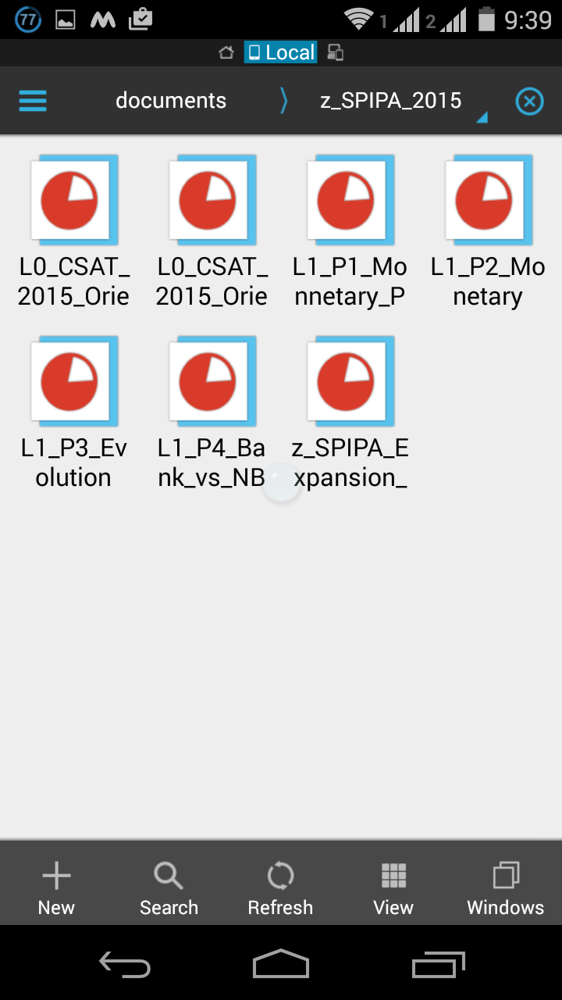 77 1 2 9:39
Local
documents z_SPIPA_2015
L0_CSAT_
2015_Orie
L0_CSAT_
2015_Orie
L1_P1_Mo
nnetary_P
L1_P2_Mo
netary
L1_P3_Ev
olution
L1_P4_Ba
nk_vs_NB
z_SPIPA_E
xpansion_
New Search Refresh View Windows